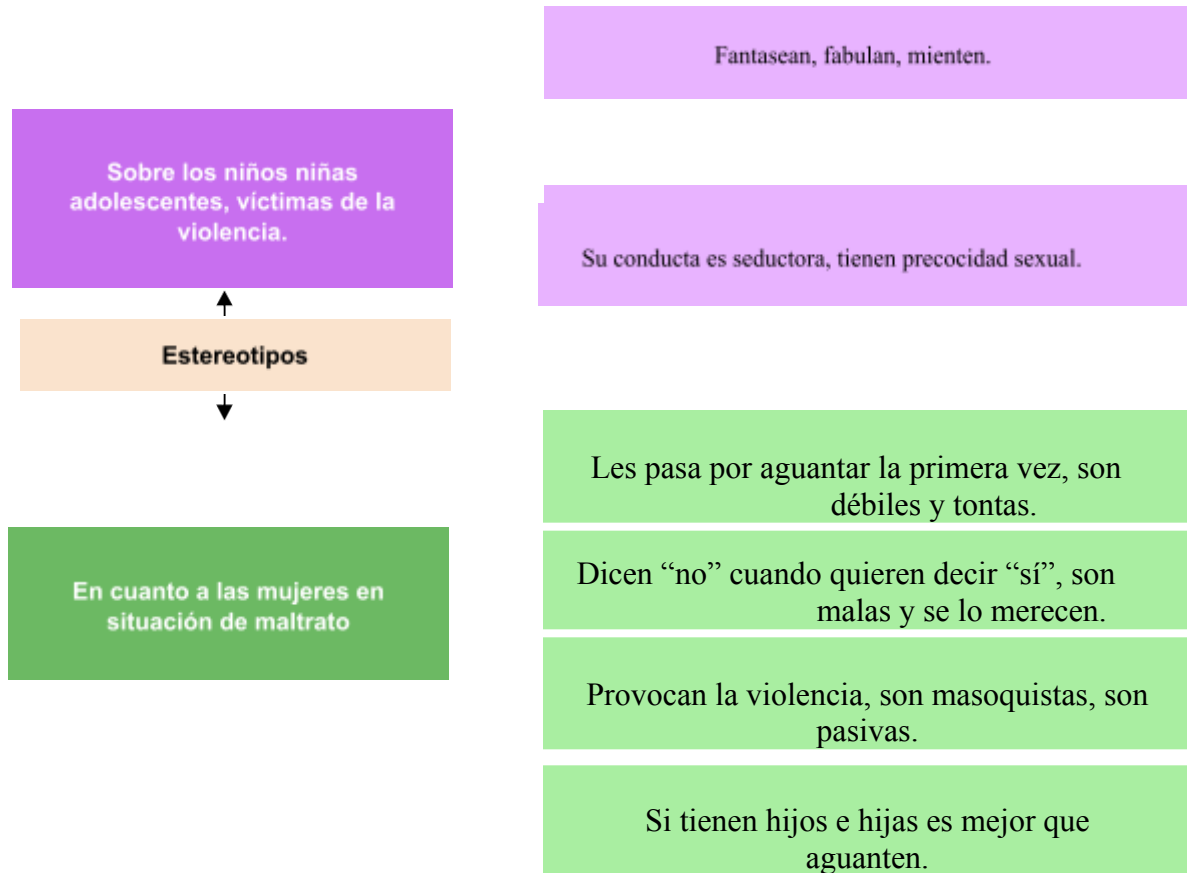 Fantasean, fabulan, mienten.
Sobre los niños niñas
adolescentes, víctimas de la
violencia.
Su conducta es seductora, tienen precocidad sexual.
Estereotipos
Les pasa por aguantar la primera vez, son
débiles y tontas.
En cuanto a las mujeres en
situación de maltrato
Dicen “no” cuando quieren decir “sí”, son
malas y se lo merecen.
Provocan la violencia, son masoquistas, son
pasivas.
Si tienen hijos e hijas es mejor que
aguanten.